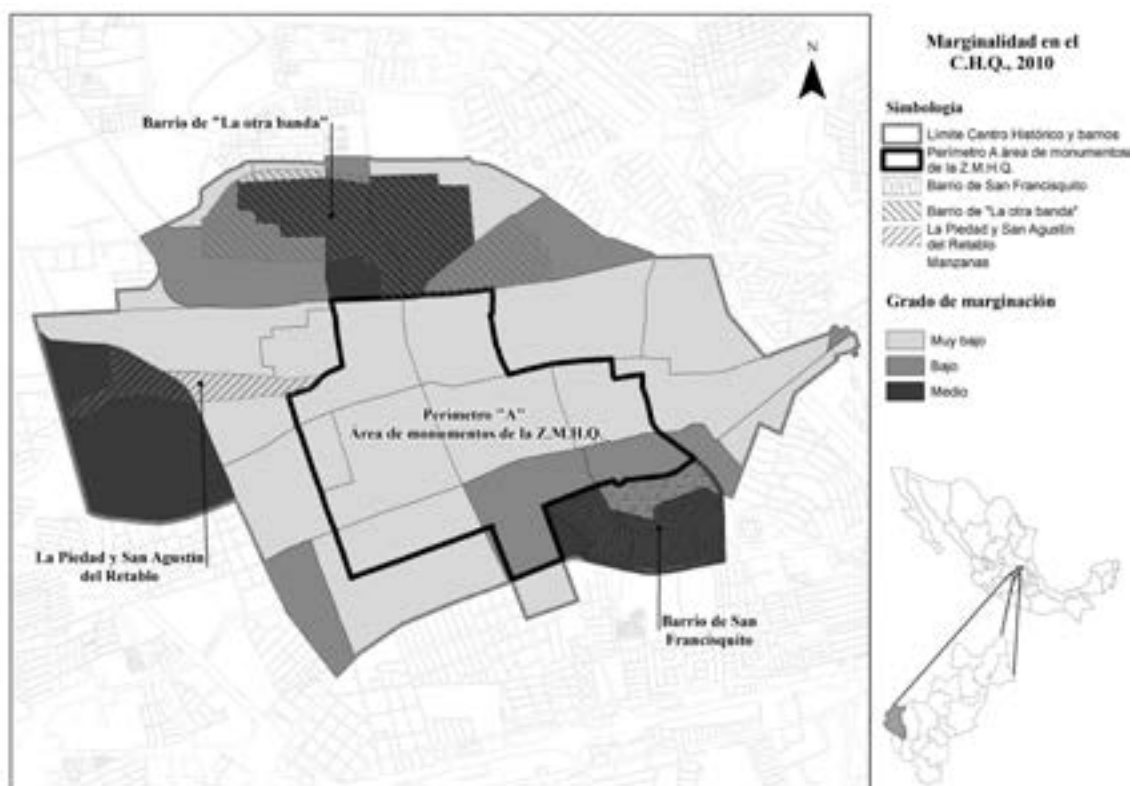 Marginalidad en el
C.H.Q., 2010
N
Simbología
Límite Centro Histórico y barrios
Perímetro A área de monumentos
de la Z.M.H.Q.
Barrio de San Francisquito
Barrio de "La otra banda"
La Piedad y San Agustín
del Retablo
Manzanas
Grado de marginación
Muy bajo
Bajo
Medio
Barrio de "La otra banda"
Perímetro "A"
Área de monumentos de la Z.M.H.Q.
La Piedad y San Agustín
del Retablo
Barrio de San
Francisquito